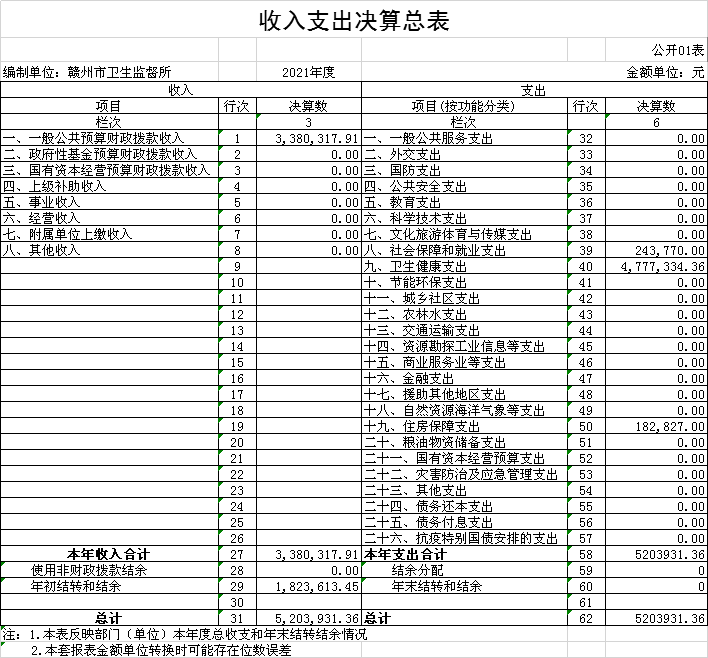 收入支出决算总表
公开01表
编制单位：赣州市卫生监督所 2021年度 金额单位：元
收入 支出
项目 行次 决算数 项目(按功能分类) 行次 决算数
栏次 3 栏次 6
一、一般公共预算财政拨款收入 1 3,380,317.91 一、一般公共服务支出 32 0.00
二、政府性基金预算财政拨款收入 2 0.00 二、外交支出 33 0.00
三、国有资本经营预算财政拨款收入 3 0.00 三、国防支出 34 0.00
四、上级补助收入 4 0.00 四、公共安全支出 35 0.00
五、事业收入 5 0.00 五、教育支出 36 0.00
六、经营收入 6 0.00 六、科学技术支出 37 0.00
七、附属单位上缴收入 7 0.00 七、文化旅游体育与传媒支出 38 0.00
八、其他收入 8 0.00 八、社会保障和就业支出 39 243,770.00
9 九、卫生健康支出 40 4,777,334.36
10 十、节能环保支出 41 0.00
11 十一、城乡社区支出 42 0.00
12 十二、农林水支出 43 0.00
13 十三、交通运输支出 44 0.00
14 十四、资源勘探工业信息等支出 45 0.00
15 十五、商业服务业等支出 46 0.00
16 十六、金融支出 47 0.00
17 十七、援助其他地区支出 48 0.00
18 十八、自然资源海洋气象等支出 49 0.00
19 十九、住房保障支出 50 182,827.00
20 二十、粮油物资储备支出 51 0.00
21 二十一、国有资本经营预算支出 52 0.00
22 二十二、灾害防治及应急管理支出 53 0.00
23 二十三、其他支出 54 0.00
24 二十四、债务还本支出 55 0.00
25 二十五、债务付息支出 56 0.00
26 二十六、抗疫特别国债安排的支出 57 0.00
本年收入合计 27 3,380,317.91 本年支出合计 58 5203931.36
使用非财政拨款结余 28 0.00 结余分配 59 0
年初结转和结余 29 1,823,613.45 年末结转和结余 60 0
30 61
总计 31 5,203,931.36 总计 62 5203931.36
注：1.本表反映部门（单位）本年度总收支和年末结转结余情况
2.本套报表金额单位转换时可能存在位数误差